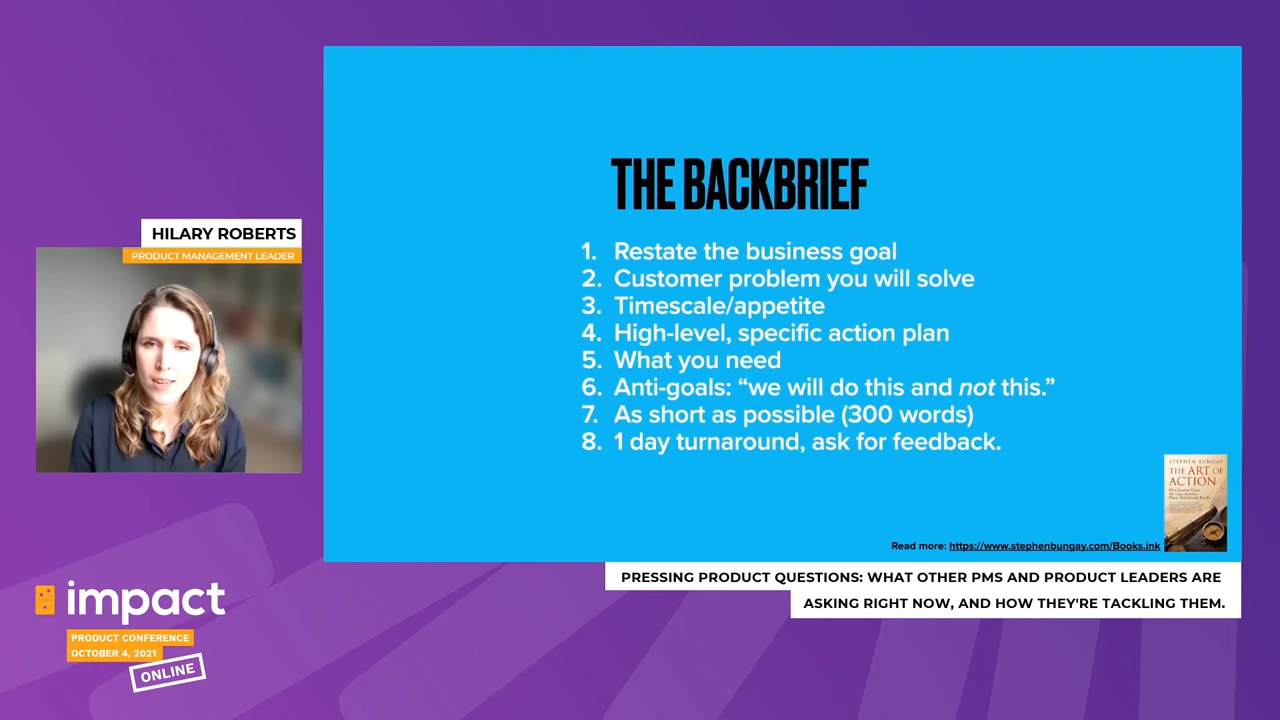 HILARY ROBERTS
PRODUCT MANAGEMENT LEADER
THE BACKBRIEF
1. Restate the business goal
2. Customer problem you will solve
3. Timescale/appetite
4. High-level, specific action plan
5. What you need
6. Anti-goals: “we will do this and not this.”
7. As short as possible (300 words)
8. 1 day turnaround, ask for feedback.
STEPHEN BUNGAY
THE ART OF
ACTION
Read more: https://www.stephenbungay.com/Books.ink
PRESSING PRODUCT QUESTIONS: WHAT OTHER PMS AND PRODUCT LEADERS ARE
ASKING RIGHT NOW, AND HOW THEY'RE TACKLING THEM.
impact
PRODUCT CONFERENCE
OCTOBER 4, 2021
ONLINE